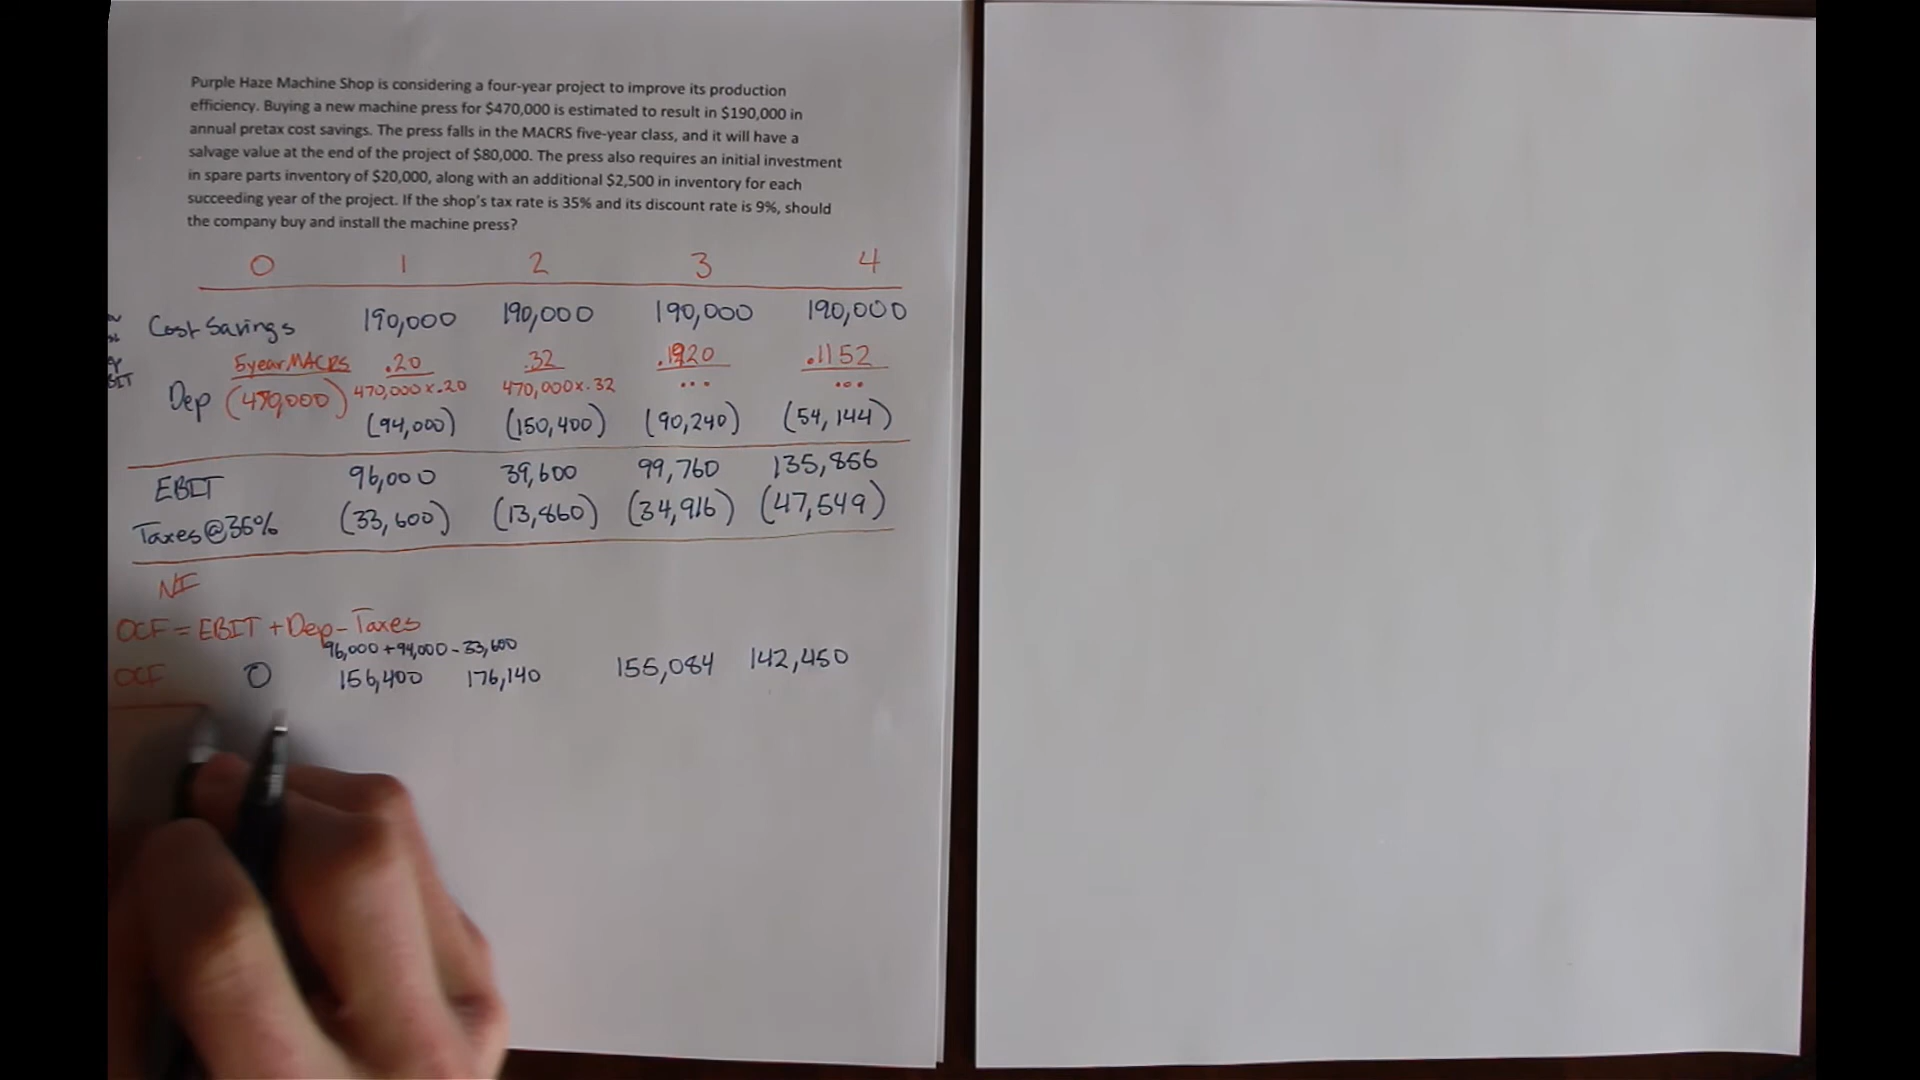 Purple Haze Machine Shop is considering a four-year project to improve its production
efficiency. Buying a new machine press for $470,000 is estimated to result in $190,000 in
annual pretax cost savings. The press falls in the MACRS five-year class, and it will have a
salvage value at the end of the project of $80,000. The press also requires an initial investment
in spare parts inventory of $20,000, along with an additional $2,500 in inventory for each
succeeding year of the project. If the shop's tax rate is 35% and its discount rate is 9%, should
the company buy and install the machine press?
0 1 2 3 4
Cost Savings 190,000 190,000 190,000 190,000
5year MACRS .20 .32 .1920 .1152
Dep (470,000) 470,000x.20 470,000x.32 ... ...
(94,000) (150,400) (90,240) (54,144)
EBIT 96,000 39,600 99,760 135,856
Taxes@35% (33,600) (13,860) (34,916) (47,549)
NI
OCF = EBIT + Dep - Taxes
96,000 + 94,000 - 33,600
OCF 0 156,400 176,140 155,084 142,450